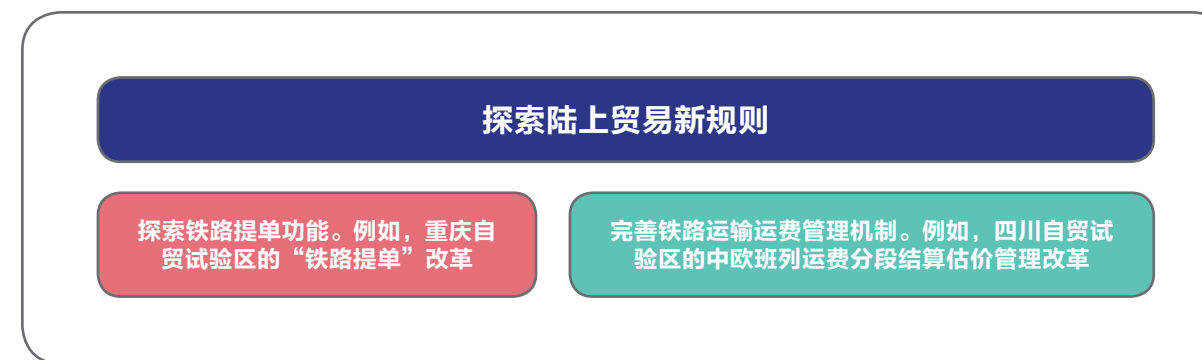 探索陆上贸易新规则
探索铁路提单功能。例如，重庆自
贸试验区的“铁路提单”改革
完善铁路运输运费管理机制。例如，四川自贸试
验区的中欧班列运费分段结算估价管理改革